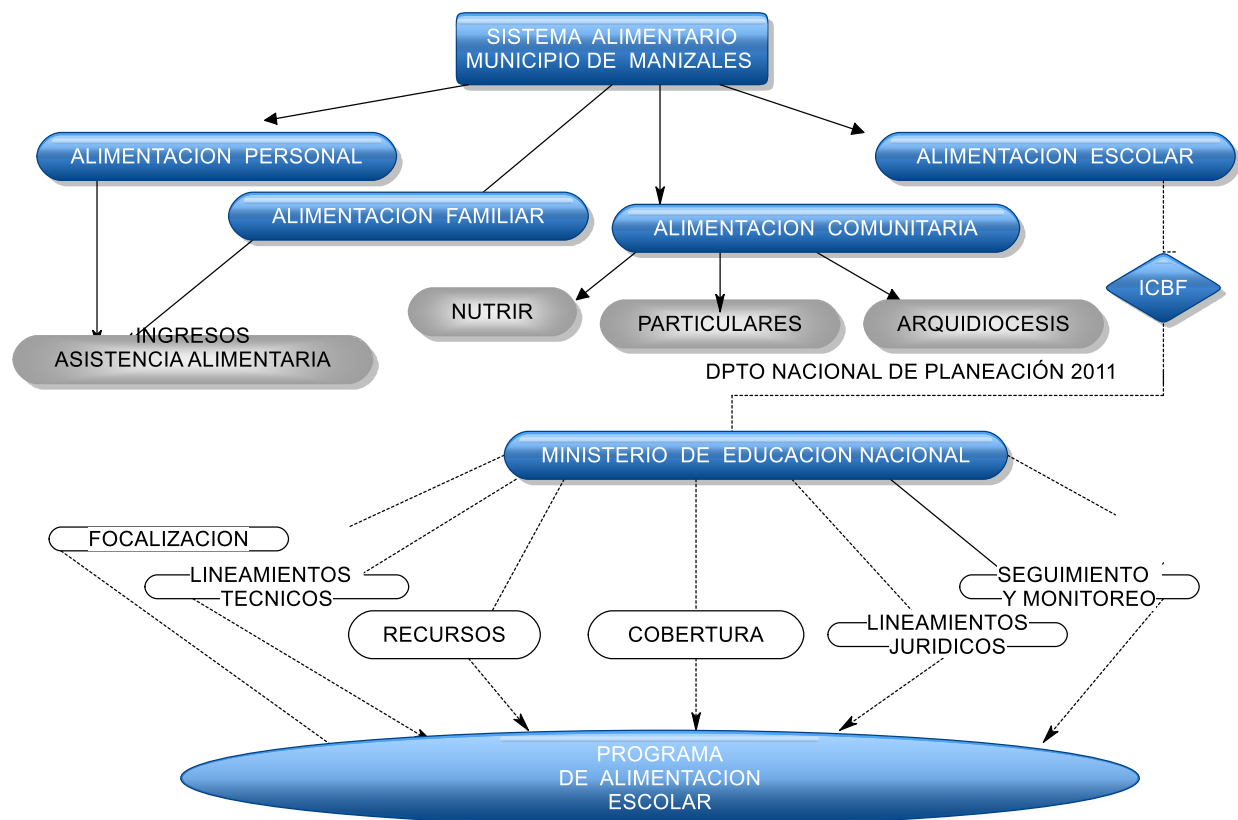 SISTEMA ALIMENTARIO
MUNICIPIO DE MANIZALES
ALIMENTACION PERSONAL
ALIMENTACION ESCOLAR
ALIMENTACION FAMILIAR
ALIMENTACION COMUNITARIA
ICBF
NUTRIR
PARTICULARES
ARQUIDIOCESIS
INGRESOS
ASISTENCIA ALIMENTARIA
DPTO NACIONAL DE PLANEACIÓN 2011
MINISTERIO DE EDUCACION NACIONAL
FOCALIZACION
LINEAMIENTOS
TECNICOS
SEGUIMIENTO
Y MONITOREO
RECURSOS
COBERTURA
LINEAMIENTOS
JURIDICOS
PROGRAMA
DE ALIMENTACION
ESCOLAR